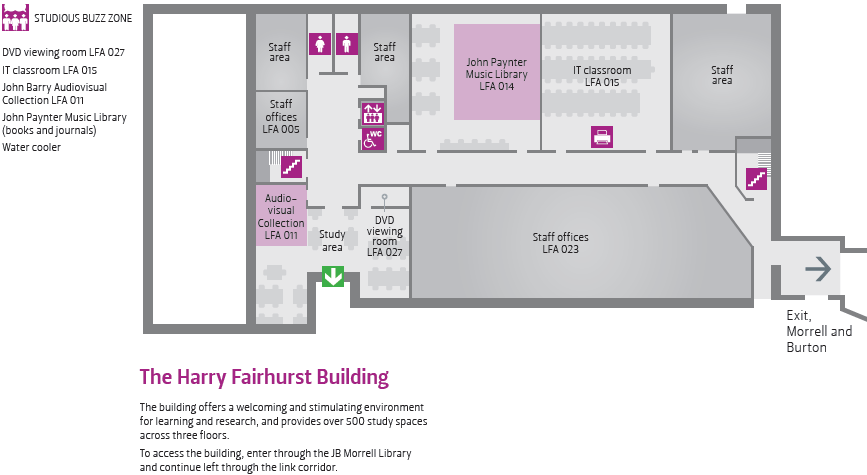 STUDIOUS BUZZ ZONE
DVD viewing room LFA 027
IT classroom LFA 015
John Barry Audiovisual
Collection LFA 011
John Paynter Music Library
(books and journals)
Water cooler
Staff
area
Staff
area
John Paynter
Music Library
LFA 014
IT classroom
LFA 015
Staff
area
Staff
offices
LFA 005
WC
Audio–
visual
Collection
LFA 011
Study
area
DVD
viewing
room
LFA 027
Staff offices
LFA 023
Exit,
Morrell and
Burton
The Harry Fairhurst Building
The building offers a welcoming and stimulating environment
for learning and research, and provides over 500 study spaces
across three floors.
To access the building, enter through the JB Morrell Library
and continue left through the link corridor.